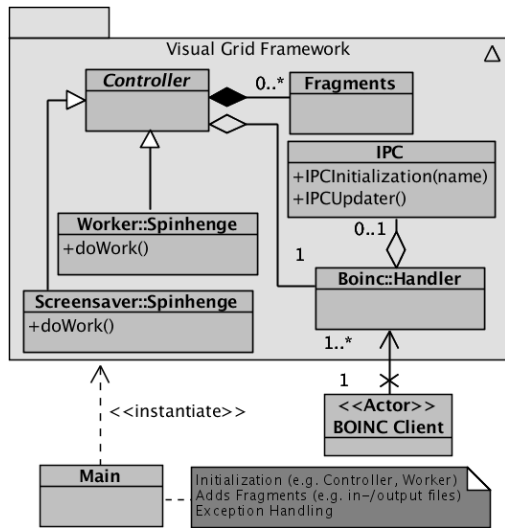 Visual Grid Framework
Controller
0..*
Fragments
IPC
+IPCInitialization(name)
+IPCUpdater()
Worker::Spinhenge
+doWork()
0..1
1
Boinc::Handler
Screensaver::Spinhenge
+doWork()
1..*
1
<<instantiate>>
<<Actor>>
BOINC Client
Main
Initialization (e.g. Controller, Worker)
Adds Fragments (e.g. in-/output files)
Exception Handling